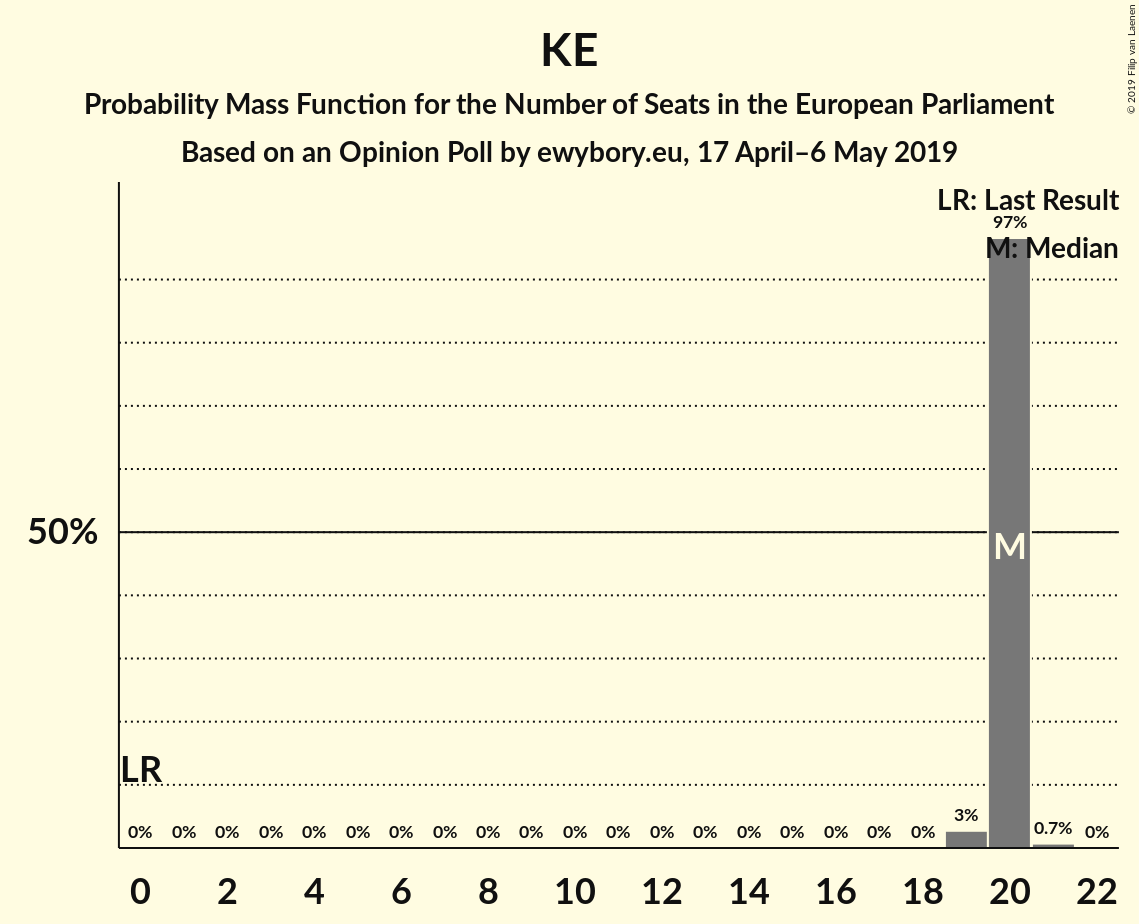 KE
Probability Mass Function for the Number of Seats in the European Parliament
Based on an Opinion Poll by ewybory.eu, 17 April–6 May 2019
© 2019 Filip van Laenen
LR: Last Result
97%
M: Median
50%
M
LR
0% 0% 0% 0% 0% 0% 0% 0% 0% 0% 0% 0% 0% 0% 0% 0% 0% 0% 0% 3% 0.7% 0%
0 2 4 6 8 10 12 14 16 18 20 22